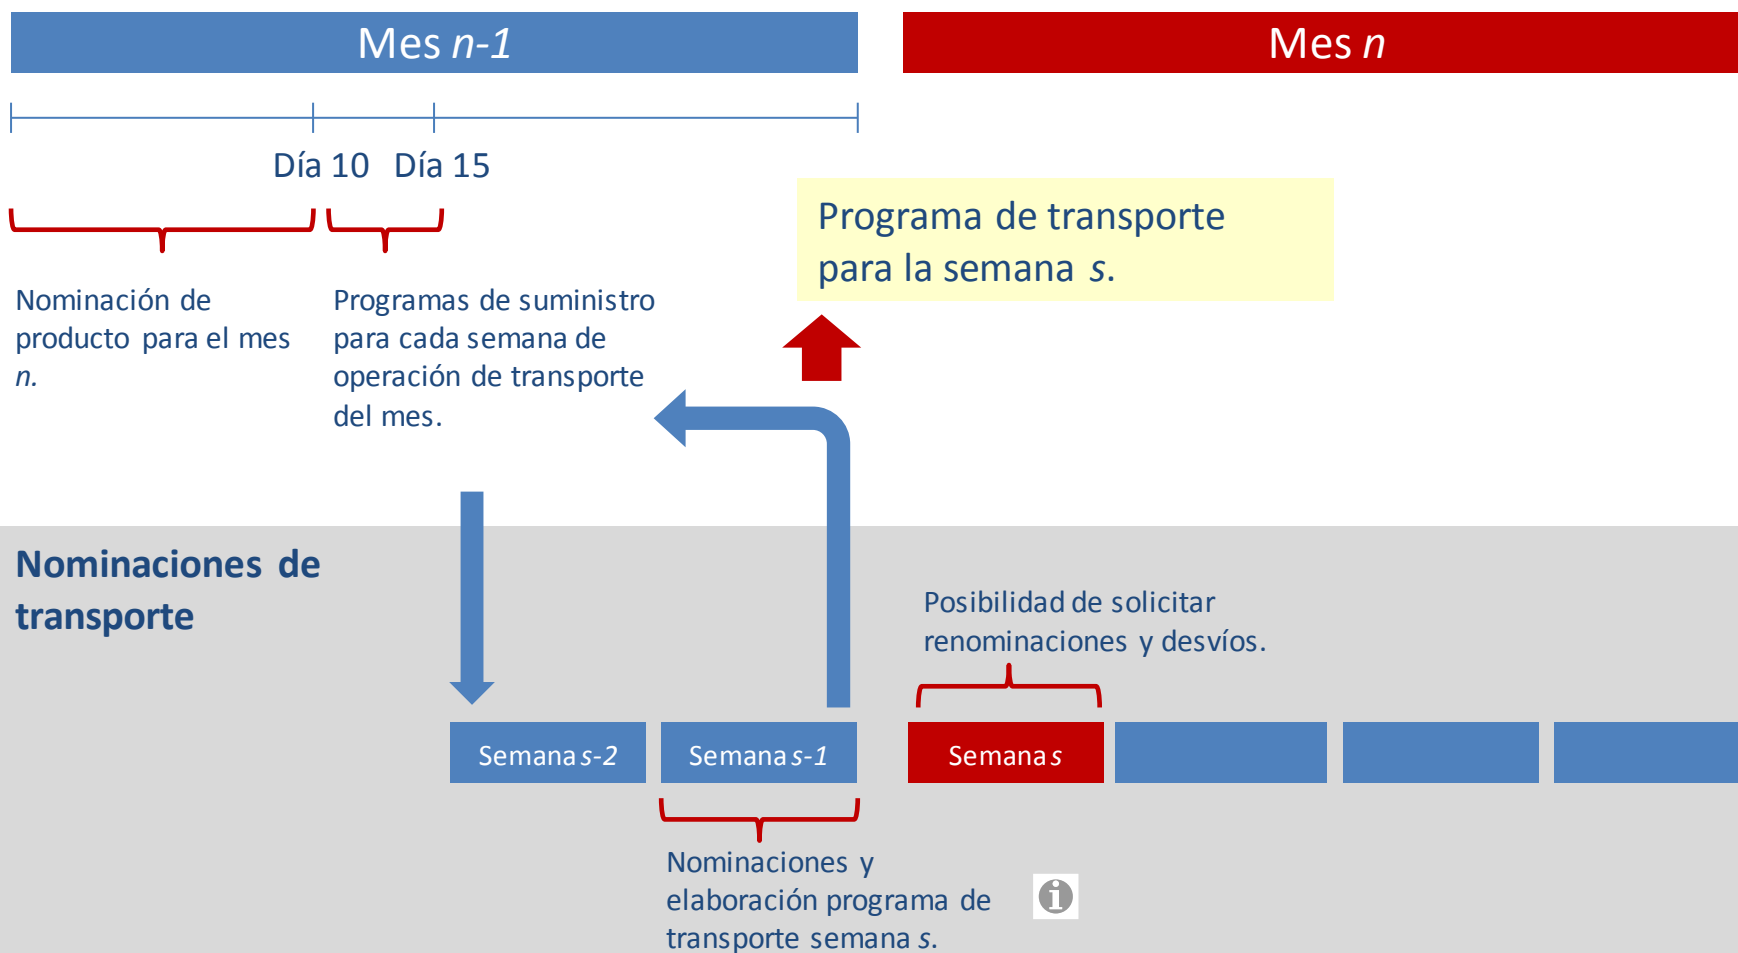 Mes n-1
Mes n
Día 10
Día 15
Programa de transporte
para la semana s.
Nominación de
producto para el mes
n.
Programas de suministro
para cada semana de
operación de transporte
del mes.
Nominaciones de
transporte
Posibilidad de solicitar
renominaciones y desvíos.
Semana s-2
Semana s-1
Semana s
Nominaciones y
elaboración programa de
transporte semana s.
i